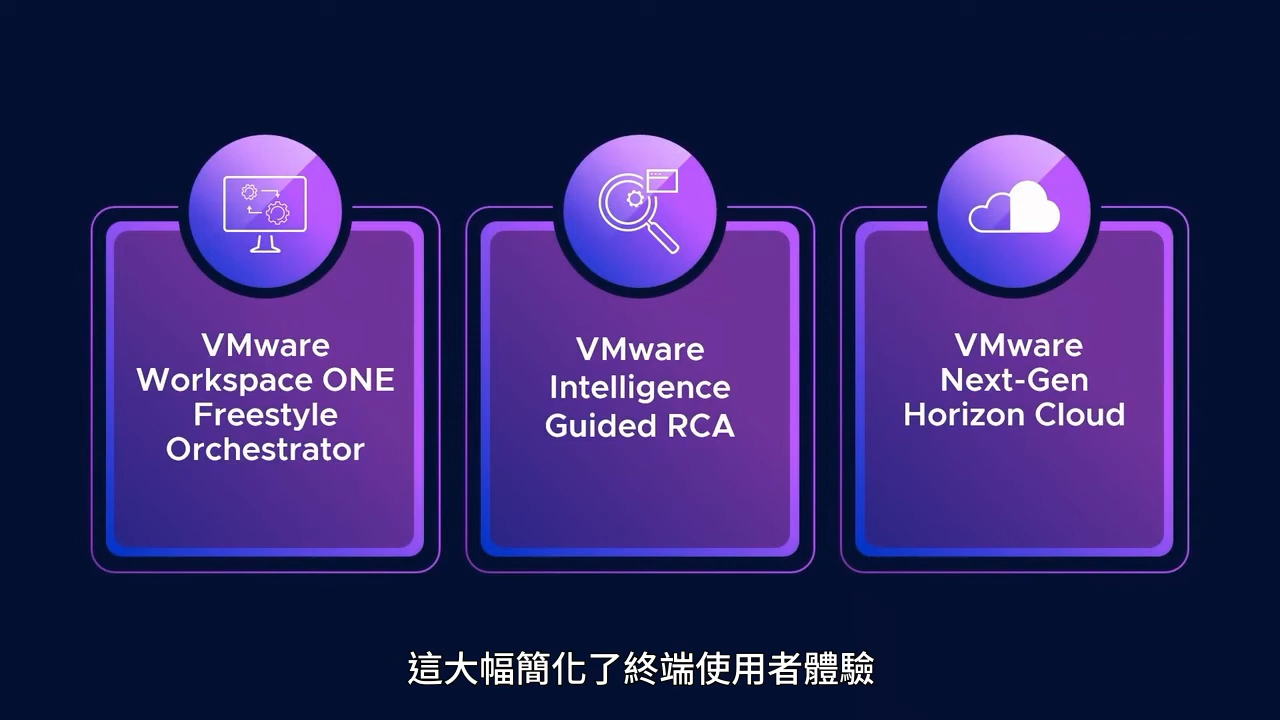 VMware
Workspace ONE
Freestyle
Orchestrator
VMware
Intelligence
Guided RCA
VMware
Next-Gen
Horizon Cloud
這大幅簡化了終端使用者體驗